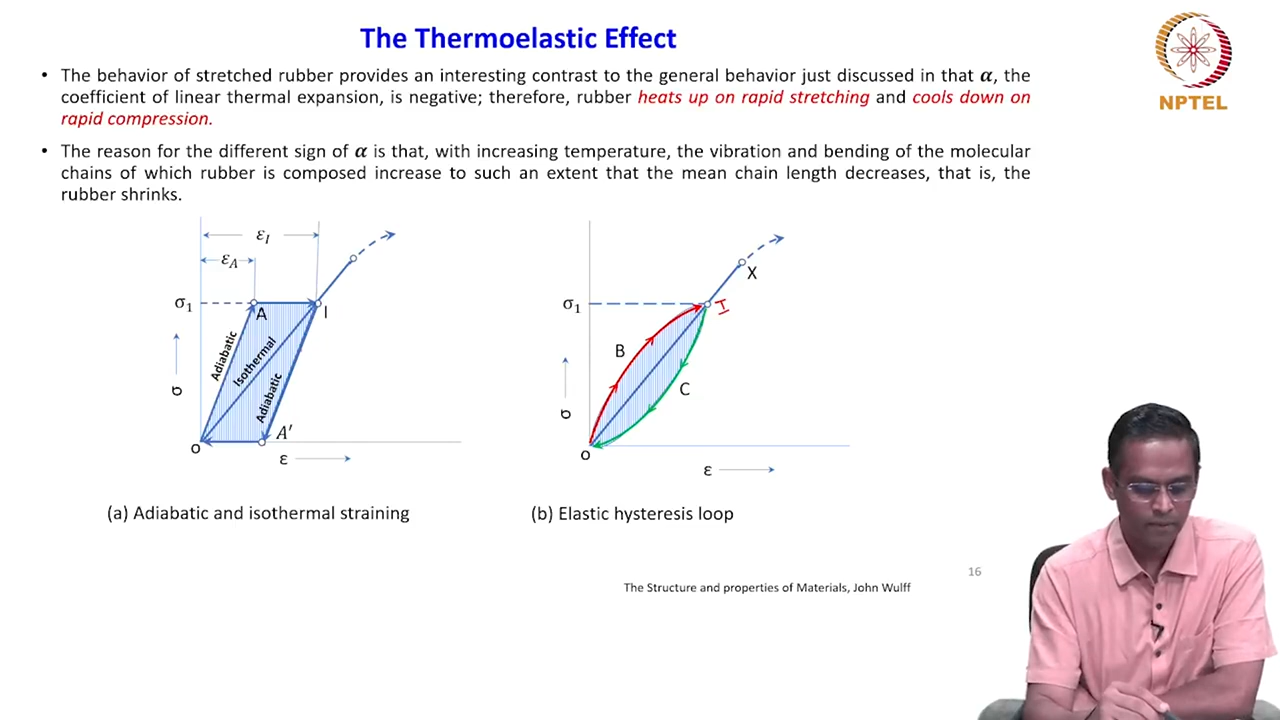 The Thermoelastic Effect
• The behavior of stretched rubber provides an interesting contrast to the general behavior just discussed in that α, the
coefficient of linear thermal expansion, is negative; therefore, rubber heats up on rapid stretching and cools down on
rapid compression.
• The reason for the different sign of α is that, with increasing temperature, the vibration and bending of the molecular
chains of which rubber is composed increase to such an extent that the mean chain length decreases, that is, the
rubber shrinks.
NPTEL
ε_I
ε_A
σ₁
A
I
Adiabatic
Isothermal
Adiabatic
σ
A′
O
ε
(a) Adiabatic and isothermal straining
X
σ₁
I
B
C
σ
O
ε
(b) Elastic hysteresis loop
16
The Structure and properties of Materials, John Wulff